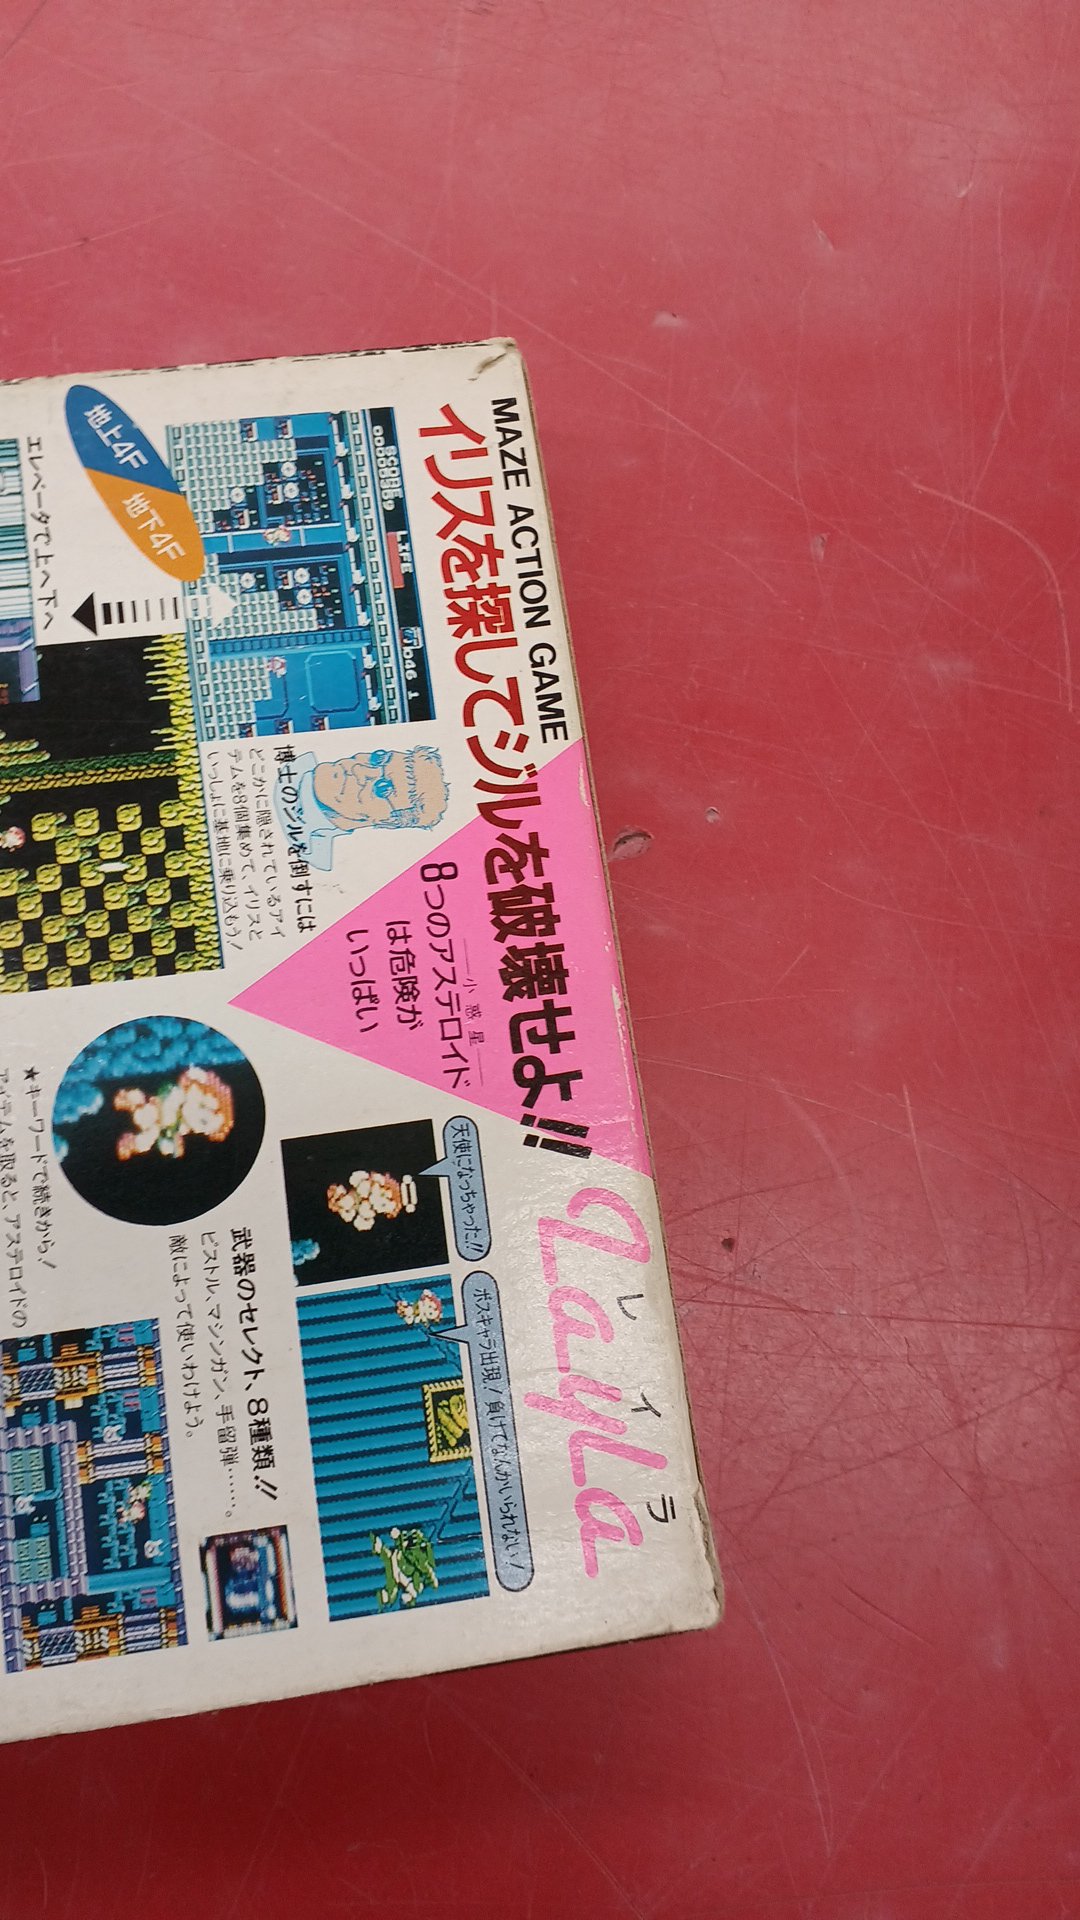 MAZE ACTION GAME
イリスを探してジルを破壊せよ!!
レイラ
Layla
SCORE
LIFE
地上4F
地下4F
エレベータで上へ下へ
博士のジルを倒すには
どこかに隠されているアイ
テムを8個集めて、イリスと
いっしょに基地に乗り込もう!
小惑星
8つのアステロイド
は危険が
いっぱい
天使になっちゃった!!
ボスキャラ出現!負けてなんかいられない!
武器のセレクト、8種類!!
ピストル、マシンガン、手留弾……。
敵によって使いわけよう。
★キーワードで続きから!
アイテムを取ると、アステロイドの